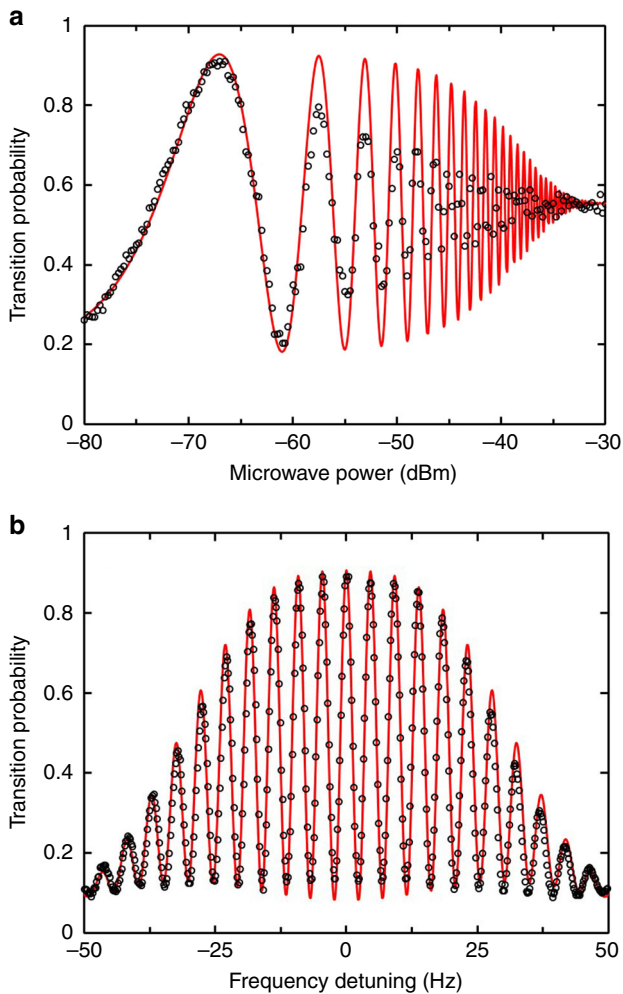 a
1
0.8
0.6
0.4
0.2
0
Transition probability
−80 −70 −60 −50 −40 −30
Microwave power (dBm)
b
1
0.8
0.6
0.4
0.2
0
Transition probability
−50 −25 0 25 50
Frequency detuning (Hz)